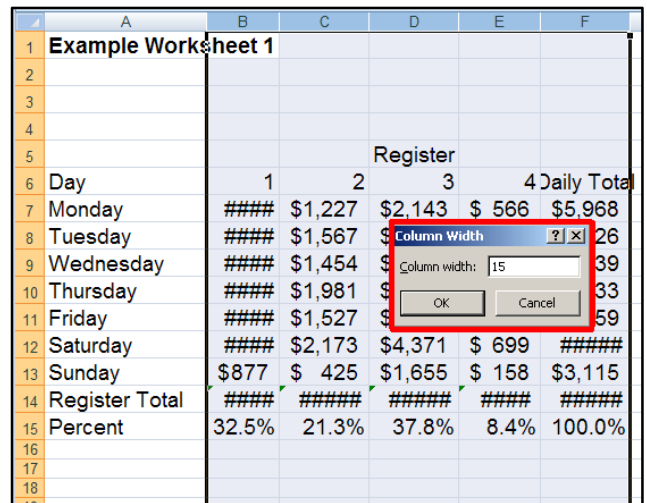 A B C D E F
1 Example Worksheet 1
2
3
4
5 Register
6 Day 1 2 3 4 Daily Total
7 Monday #### $1,227 $2,143 $ 566 $5,968
8 Tuesday #### $1,567 $ 26
9 Wednesday #### $1,454 $ 39
10 Thursday #### $1,981 $ 33
11 Friday #### $1,527 $ 59
12 Saturday #### $2,173 $4,371 $ 699 #####
13 Sunday $877 $ 425 $1,655 $ 158 $3,115
14 Register Total #### ##### ##### #### #####
15 Percent 32.5% 21.3% 37.8% 8.4% 100.0%
16
17
18
Column Width ? X
Column width: 15
OK Cancel